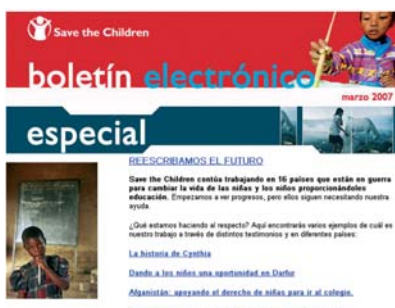 Save the Children
boletín electrónico
marzo 2007
especial
REESCRIBAMOS EL FUTURO
Save the Children contúa trabajando en 16 países que están en guerra
para cambiar la vida de las niñas y los niños proporcionándoles
educación. Empezamos a ver progresos, pero ellos siguen necesitando nuestra
ayuda.
¿Qué estamos haciendo al respecto? Aquí encontrarás varios ejemplos de cuál es
nuestro trabajo a través de distintos testimonios y en diferentes países:
La historia de Cynthia
Dando a los niños una oportunidad en Darfur
Afganistán: apoyando el derecho de niñas para ir al colegio.